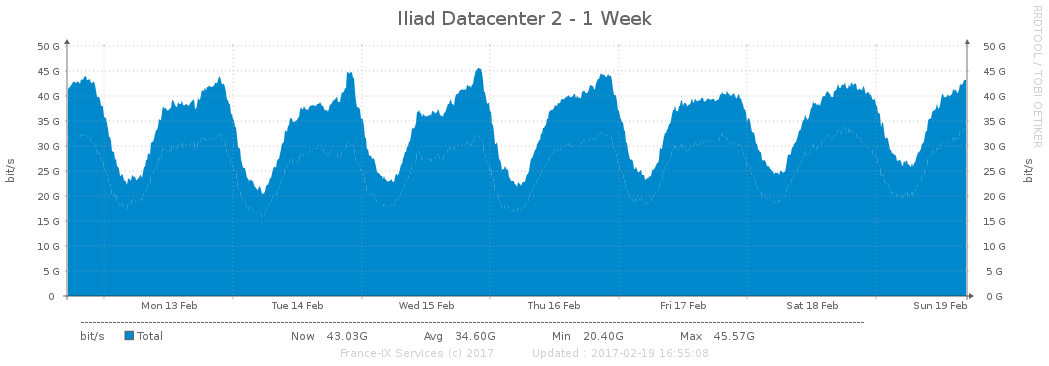 Iliad Datacenter 2 - 1 Week
RRDTOOL / TOBI OETIKER
50 G 50 G
45 G 45 G
40 G 40 G
35 G 35 G
30 G 30 G
25 G 25 G
20 G 20 G
15 G 15 G
10 G 10 G
5 G 5 G
0 0 G
bit/s bit/s
Mon 13 Feb Tue 14 Feb Wed 15 Feb Thu 16 Feb Fri 17 Feb Sat 18 Feb Sun 19 Feb
bit/s Total Now 43.03G Avg 34.60G Min 20.40G Max 45.57G
France-IX Services (c) 2017 Updated : 2017-02-19 16:55:08